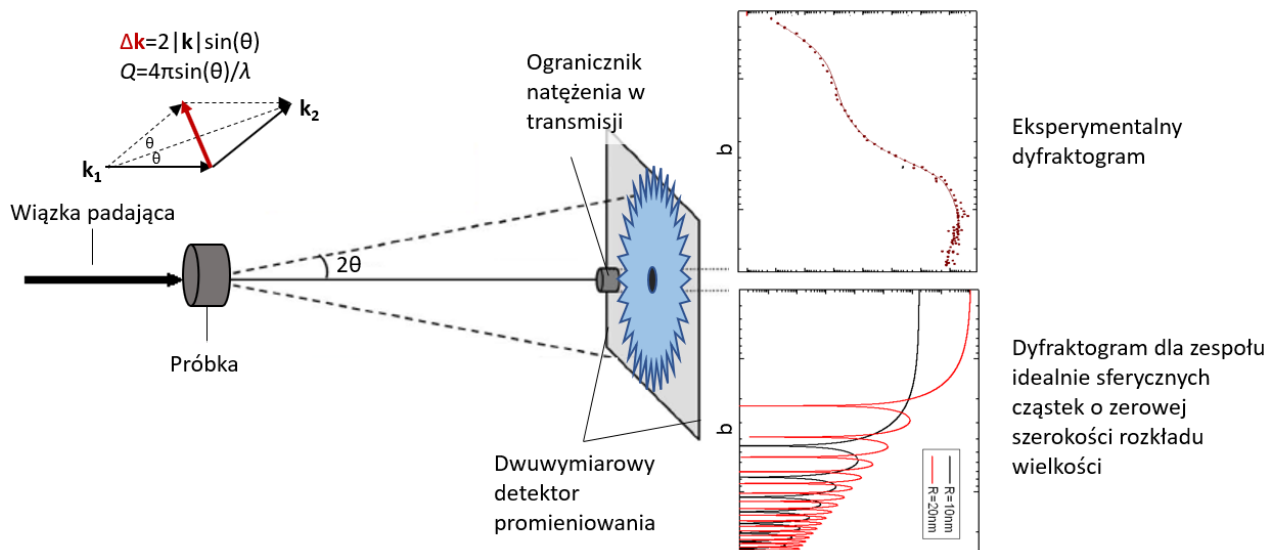 Δk=2|k|sin(θ)
Q=4πsin(θ)/λ
k₂
θ
θ
k₁
Wiązka padająca
2θ
Próbka
Ogranicznik
natężenia w
transmisji
Dwuwymiarowy
detektor
promieniowania
q
Eksperymentalny
dyfraktogram
q
R=10nm
R=20nm
Dyfraktogram dla zespołu
idealnie sferycznych
cząstek o zerowej
szerokości rozkładu
wielkości